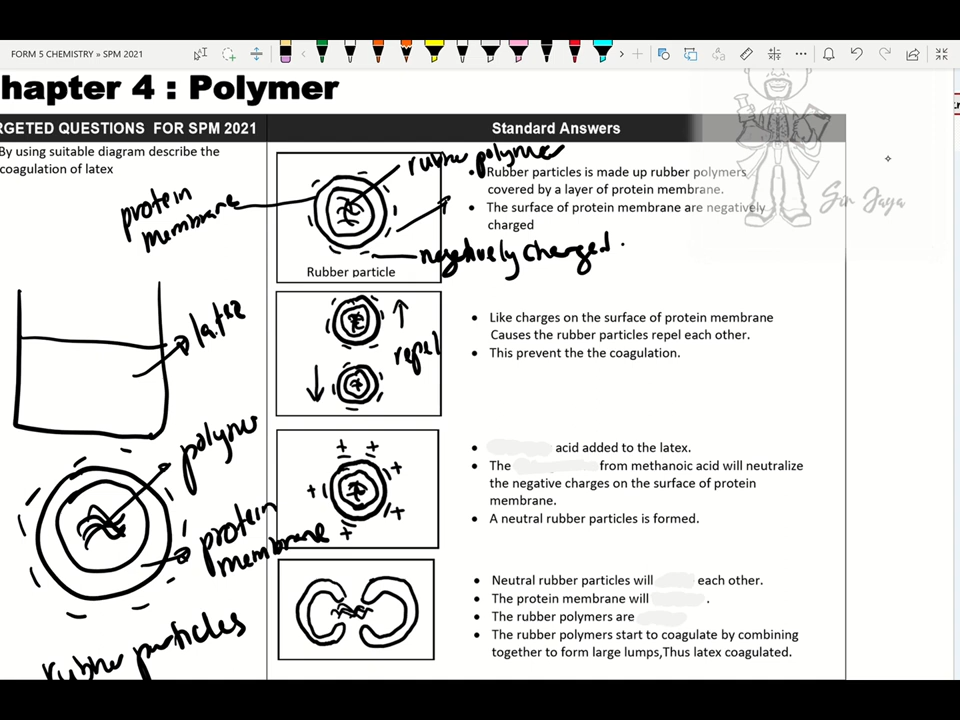 FORM 5 CHEMISTRY » SPM 2021
hapter 4 : Polymer
RGETED QUESTIONS FOR SPM 2021
Standard Answers
By using suitable diagram describe the
coagulation of latex
protein
membrane
rubber polymer
negatively charged
Rubber particle
• Rubber particles is made up rubber polymers
covered by a layer of protein membrane.
• The surface of protein membrane are negatively
charged
Sir Jaya
latex
repel
• Like charges on the surface of protein membrane
Causes the rubber particles repel each other.
• This prevent the the coagulation.
polymer
protein
membrane
rubber particles
• acid added to the latex.
• The from methanoic acid will neutralize
the negative charges on the surface of protein
membrane.
• A neutral rubber particles is formed.
• Neutral rubber particles will each other.
• The protein membrane will .
• The rubber polymers are
• The rubber polymers start to coagulate by combining
together to form large lumps,Thus latex coagulated.